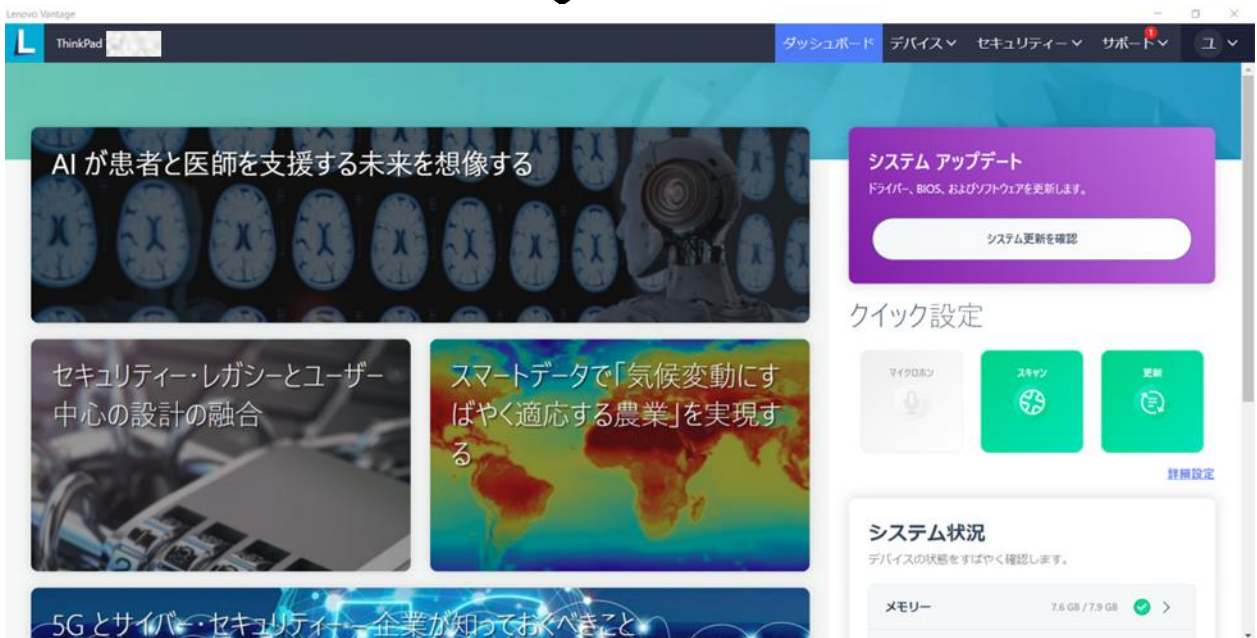 Lenovo Vantage
L
ThinkPad
ダッシュボード
デバイス
セキュリティー
サポート
1
ユ
AI が患者と医師を支援する未来を想像する
システム アップデート
ドライバー、BIOS、およびソフトウェアを更新します。
システム更新を確認
クイック設定
マイクロホン
スキャン
更新
詳細設定
セキュリティー・レガシーとユーザー
中心の設計の融合
スマートデータで「気候変動にす
ばやく適応する農業」を実現す
る
システム状況
デバイスの状態をすばやく確認します。
メモリー
7.6 GB / 7.9 GB
5G とサイバー・セキュリティー – 企業が知っておくべきこと